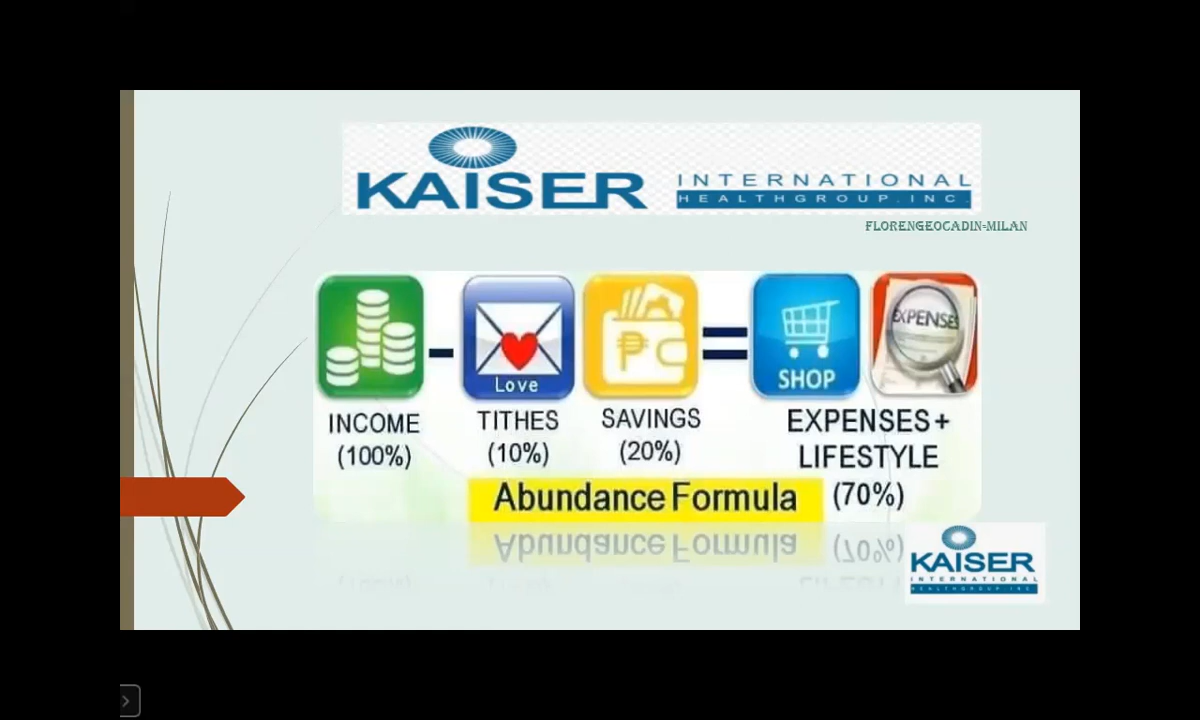 KAISER INTERNATIONAL
HEALTHGROUP.INC.
FLORENGEOCADIN-MILAN
Love
₱
SHOP
EXPENSES
INCOME
(100%)
-
TITHES
(10%)
SAVINGS
(20%)
=
EXPENSES+
LIFESTYLE
(70%)
Abundance Formula
KAISER
INTERNATIONAL
HEALTHGROUP.INC.